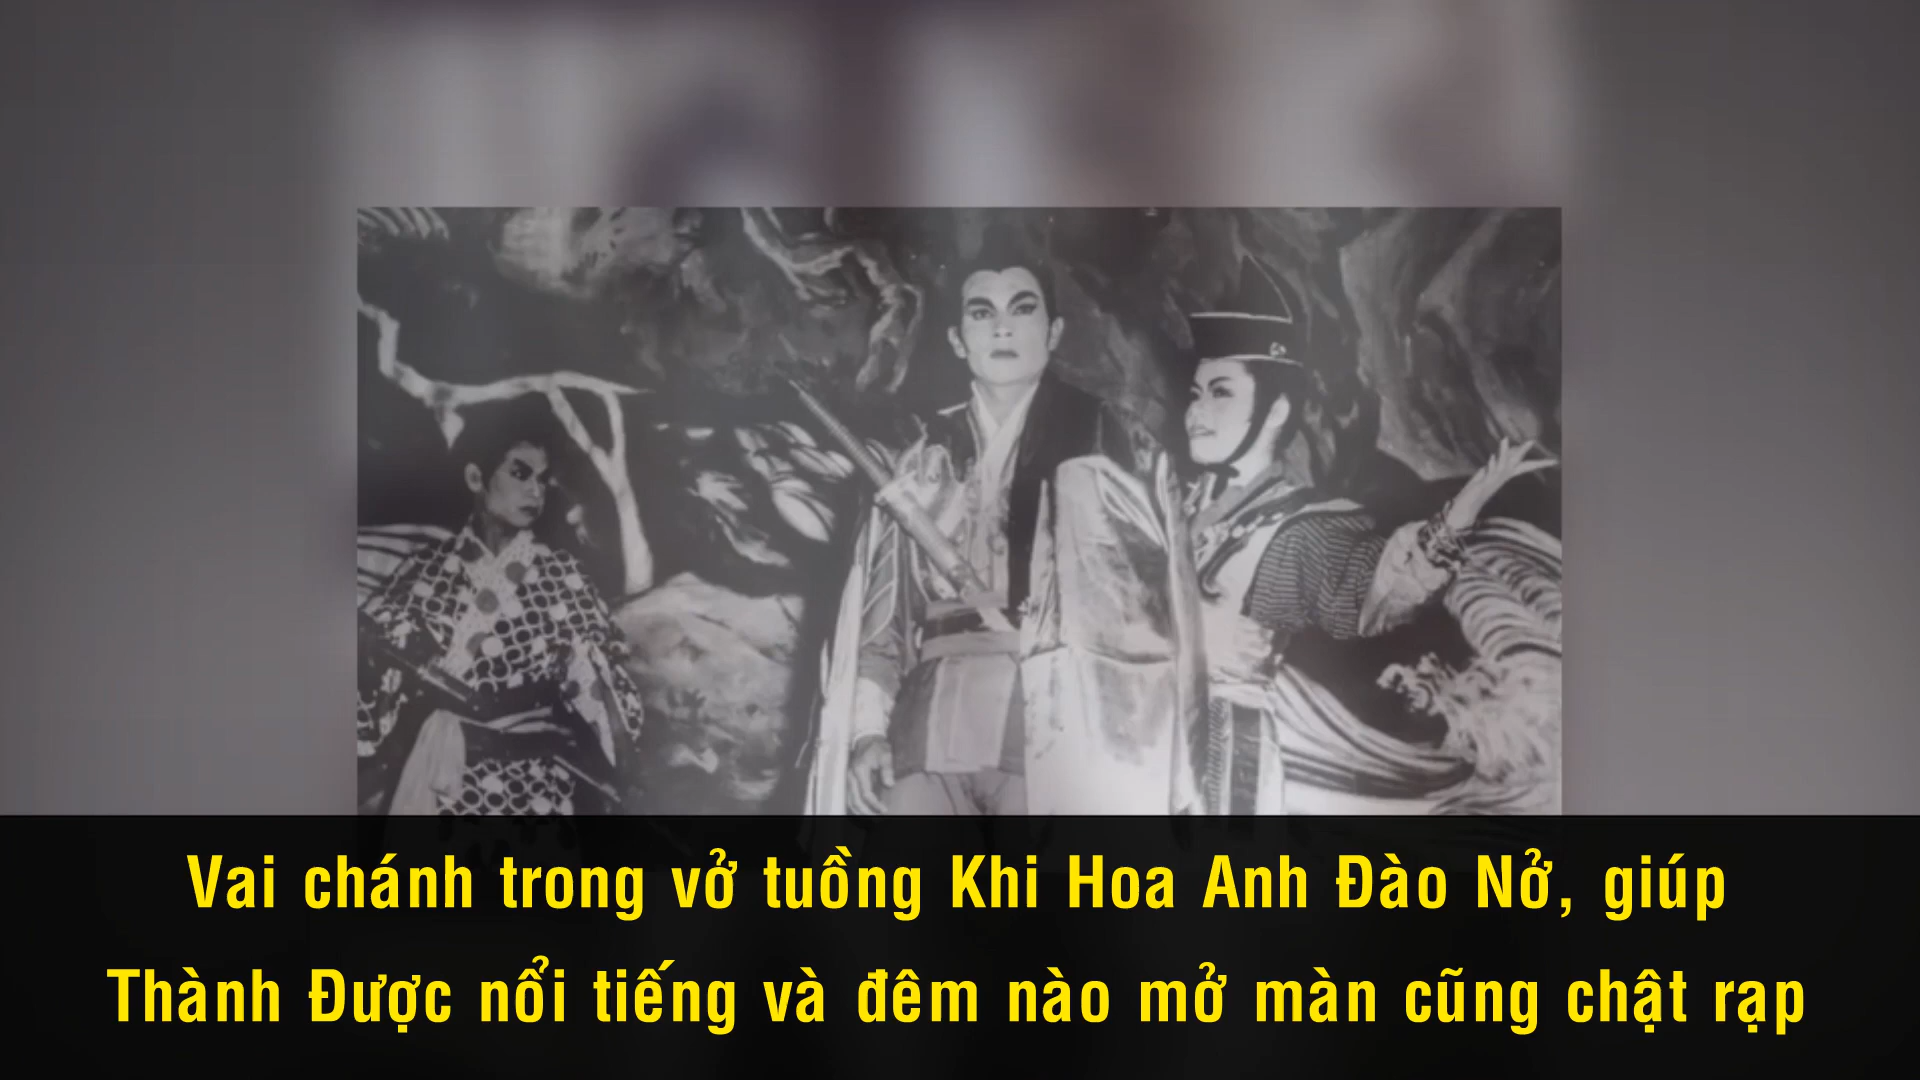 Vai chánh trong vở tuồng Khi Hoa Anh Đào Nở, giúp
Thành Được nổi tiếng và đêm nào mở màn cũng chật rạp